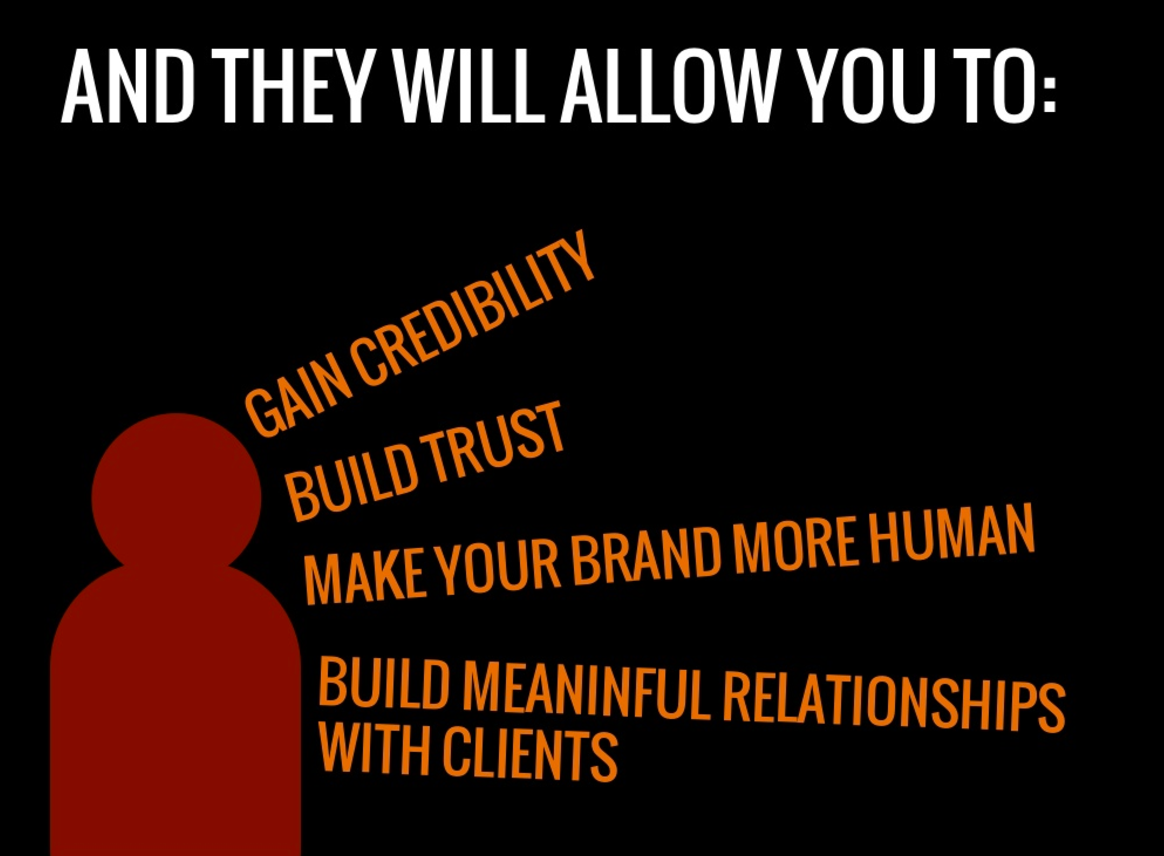 AND THEY WILL ALLOW YOU TO:
GAIN CREDIBILITY
BUILD TRUST
MAKE YOUR BRAND MORE HUMAN
BUILD MEANINFUL RELATIONSHIPS
WITH CLIENTS